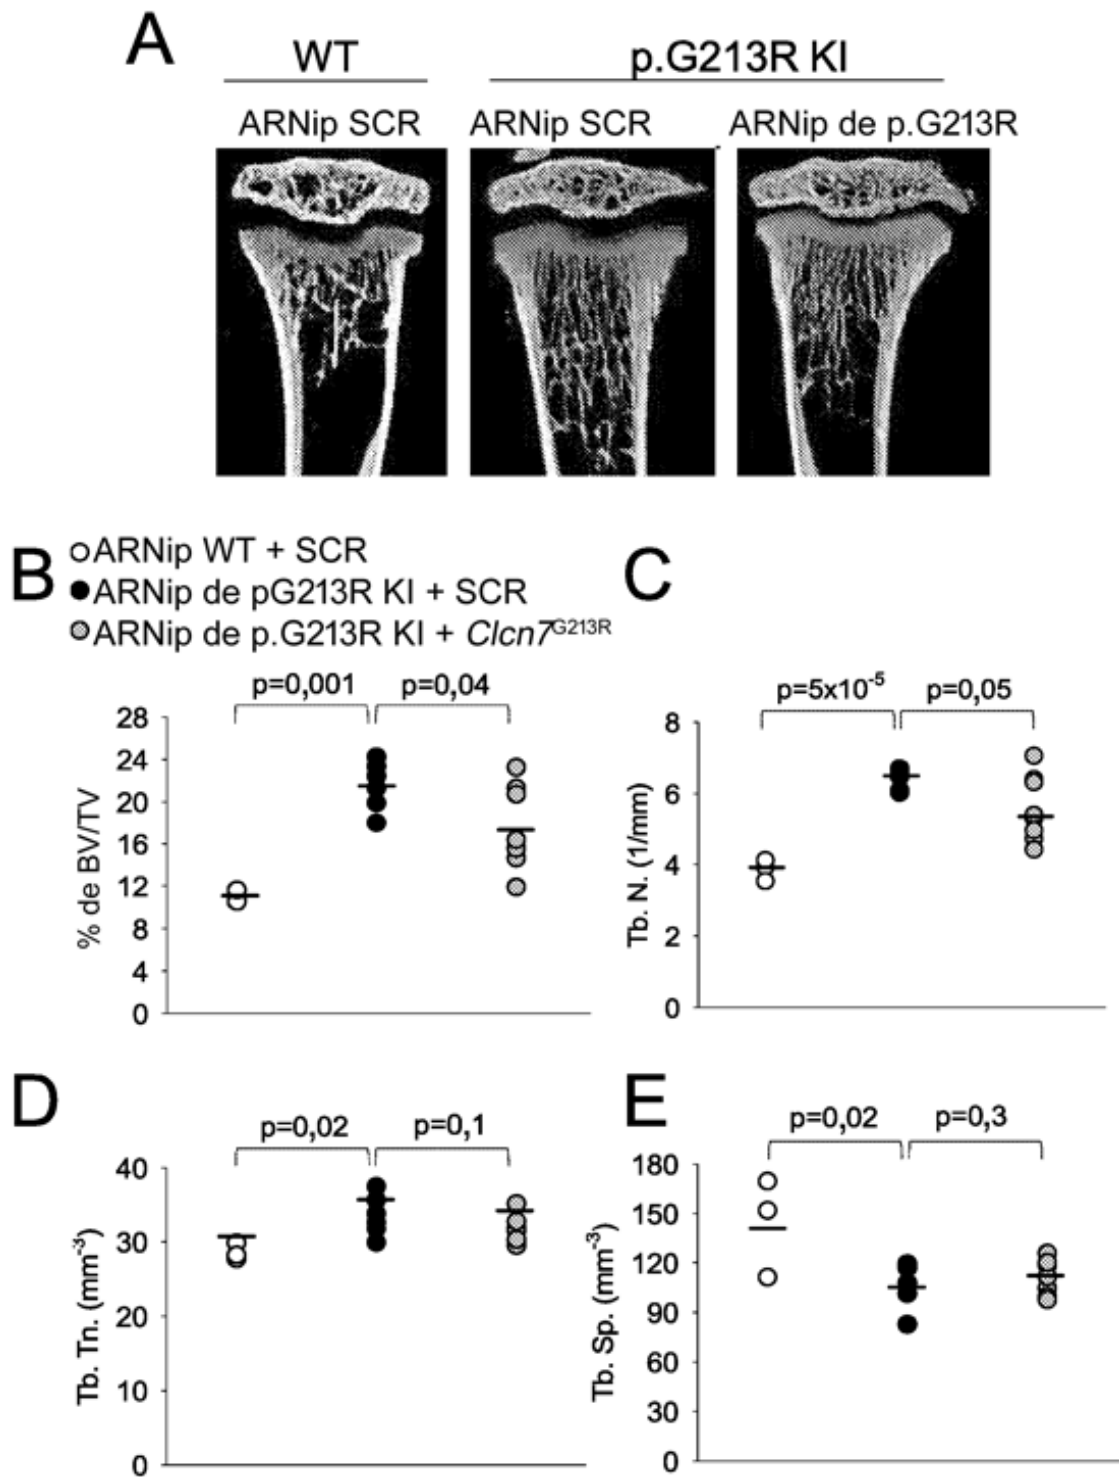 A
WT
p.G213R KI
ARNip SCR
ARNip SCR
ARNip de p.G213R
B
ARNip WT + SCR
ARNip de pG213R KI + SCR
ARNip de p.G213R KI + Clcn7^G213R
p=0,001
p=0,04
% de BV/TV
28
24
20
16
12
8
4
0
C
p=5x10^-5
p=0,05
Tb. N. (1/mm)
8
6
4
2
0
D
p=0,02
p=0,1
Tb. Tn. (mm^-3)
40
30
20
10
0
E
p=0,02
p=0,3
Tb. Sp. (mm^-3)
180
150
120
90
60
30
0